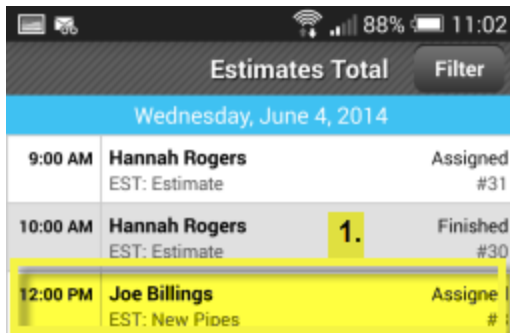 88% 11:02
Estimates Total Filter
Wednesday, June 4, 2014
9:00 AM Hannah Rogers Assigned
EST: Estimate #31
10:00 AM Hannah Rogers 1. Finished
EST: Estimate #30
12:00 PM Joe Billings Assigne
EST: New Pipes #